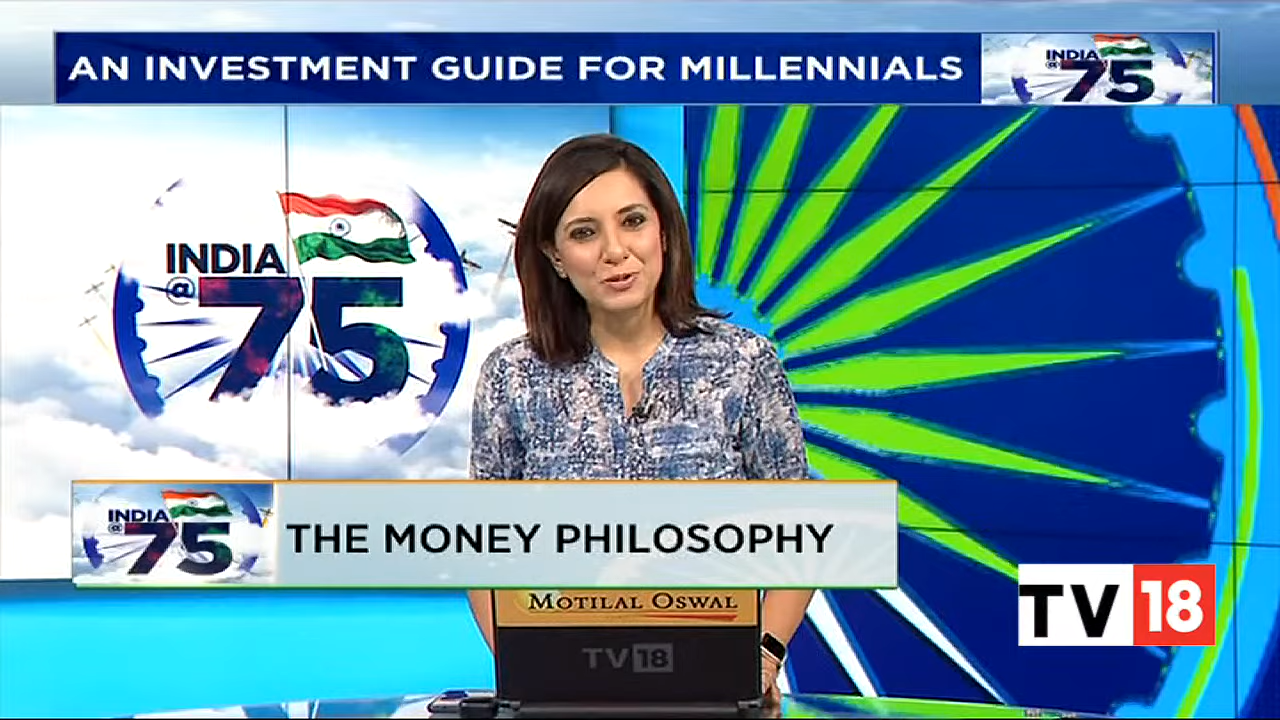 AN INVESTMENT GUIDE FOR MILLENNIALS
INDIA
@75
INDIA
@
75
INDIA
@75
THE MONEY PHILOSOPHY
MOTILAL OSWAL
TV18
TV18